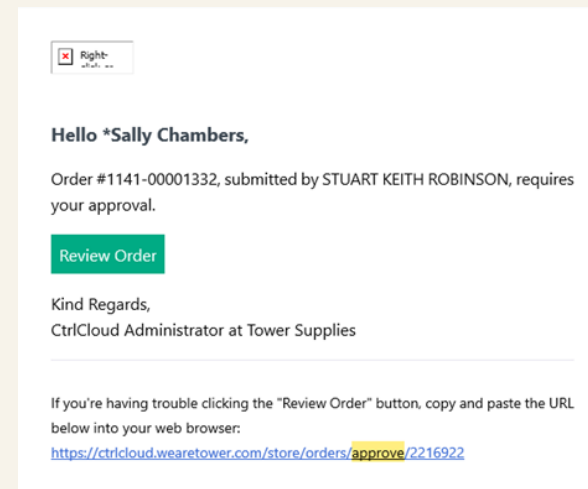 Right-
Hello *Sally Chambers,
Order #1141-00001332, submitted by STUART KEITH ROBINSON, requires
your approval.
Review Order
Kind Regards,
CtrlCloud Administrator at Tower Supplies
If you're having trouble clicking the "Review Order" button, copy and paste the URL
below into your web browser:
https://ctrlcloud.wearetower.com/store/orders/approve/2216922